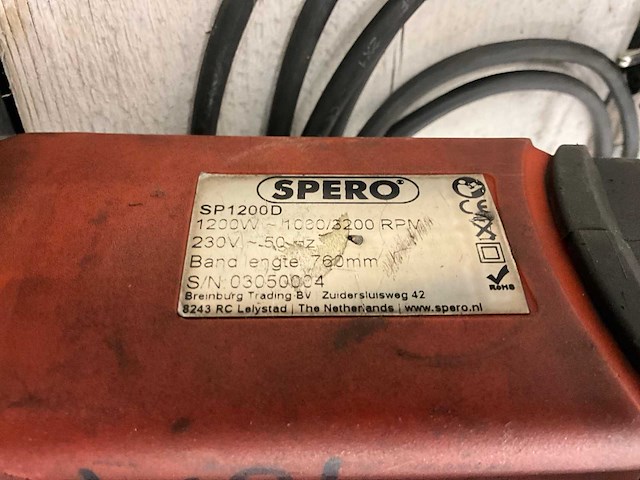 SPERO®
SP1200D
1200W ~ 1000/3200 RPM
230V ~ 50 Hz
Band engte 760mm
S/N 03050004
Breinburg Trading BV Zuidersluisweg 42
8243 RC Lelystad | The Netherlands | www.spero.nl
RoHS